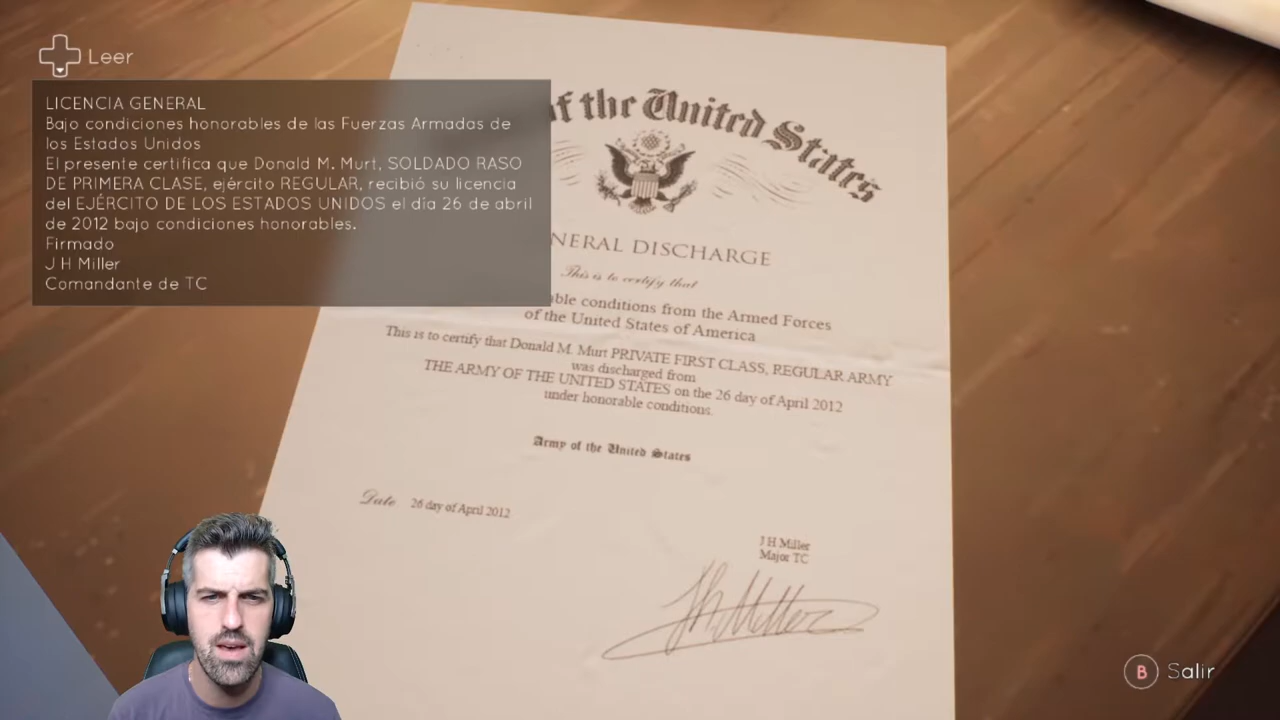 Leer
LICENCIA GENERAL
Bajo condiciones honorables de las Fuerzas Armadas de
los Estados Unidos
El presente certifica que Donald M. Murt, SOLDADO RASO
DE PRIMERA CLASE, ejército REGULAR, recibió su licencia
del EJÉRCITO DE LOS ESTADOS UNIDOS el día 26 de abril
de 2012 bajo condiciones honorables.
Firmado
J H Miller
Comandante de TC
of the United States
NERAL DISCHARGE
This is to certify that
able conditions from the Armed Forces
of the United States of America
This is to certify that Donald M. Murt PRIVATE FIRST CLASS, REGULAR ARMY
was discharged from
THE ARMY OF THE UNITED STATES on the 26 day of April 2012
under honorable conditions.
Army of the United States
Date 26 day of April 2012
J H Miller
Major TC
Jh Miller
B Salir